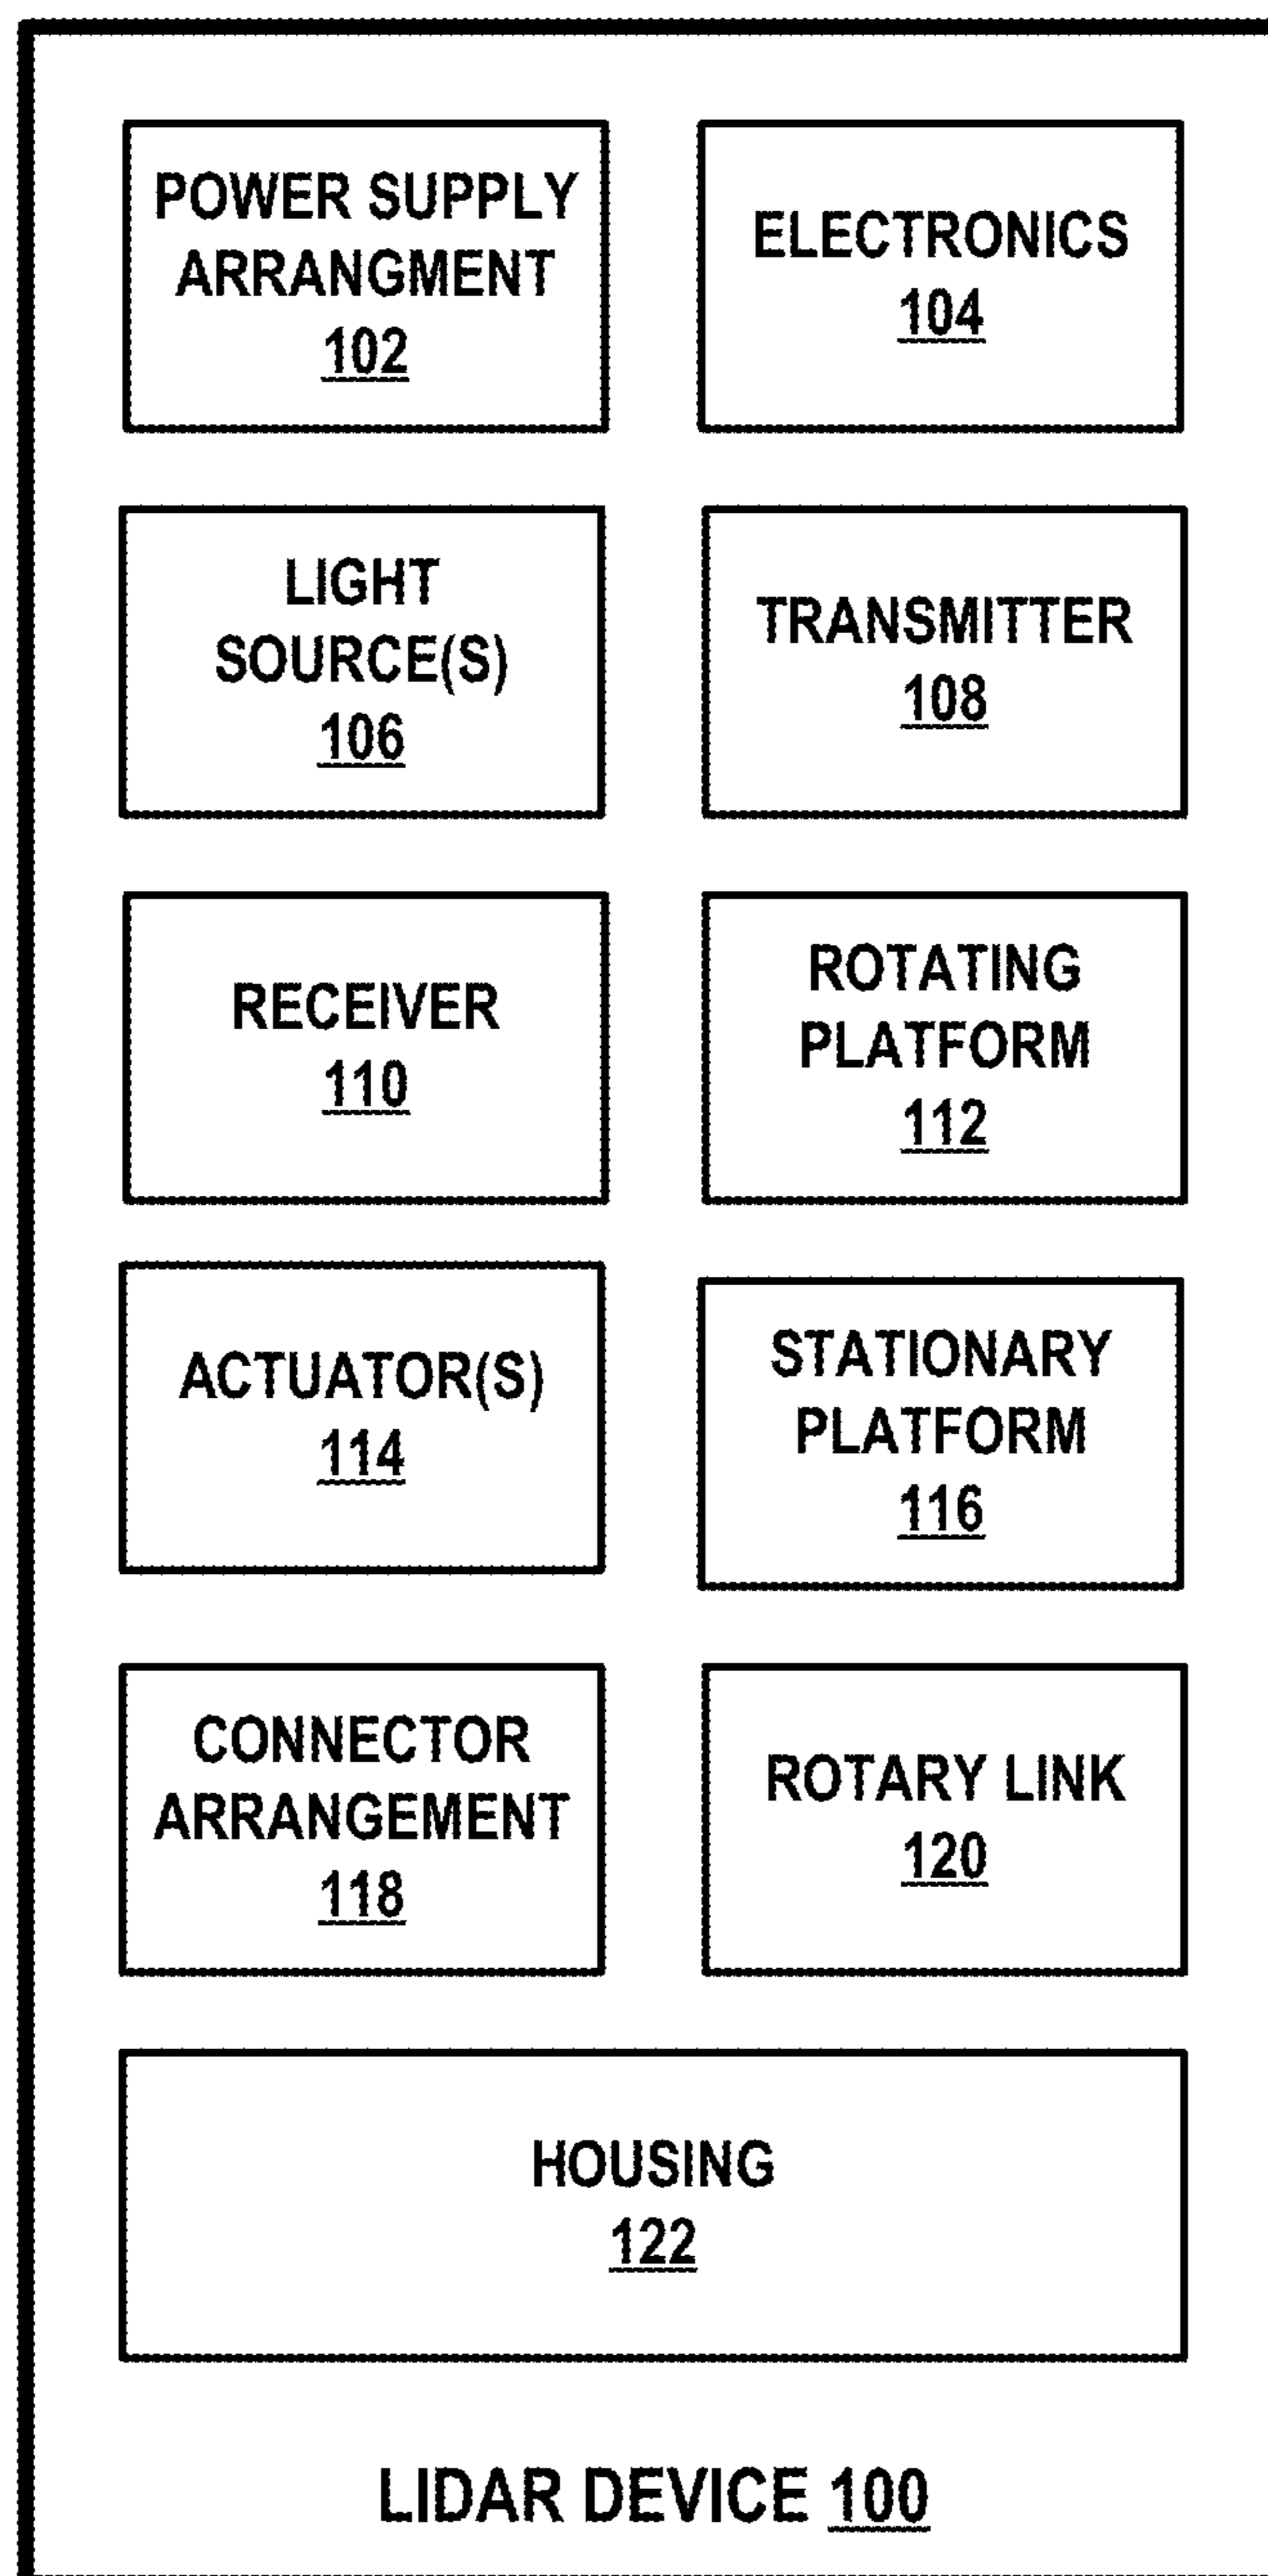 POWER SUPPLY
ARRANGMENT
102
ELECTRONICS
104
LIGHT
SOURCE(S)
106
TRANSMITTER
108
RECEIVER
110
ROTATING
PLATFORM
112
ACTUATOR(S)
114
STATIONARY
PLATFORM
116
CONNECTOR
ARRANGEMENT
118
ROTARY LINK
120
HOUSING
122
LIDAR DEVICE 100